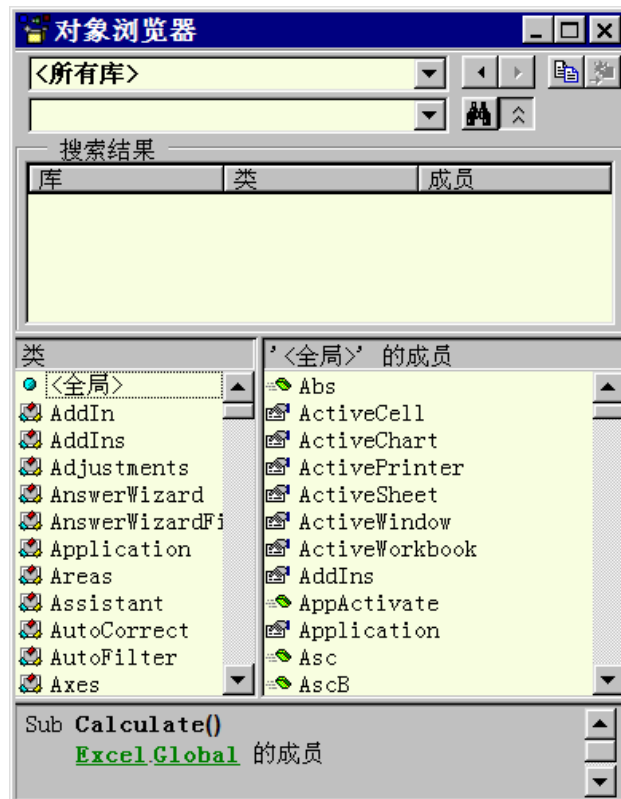 对象浏览器
<所有库>
搜索结果
库 类 成员
类
<全局>
AddIn
AddIns
Adjustments
AnswerWizard
AnswerWizardFi
Application
Areas
Assistant
AutoCorrect
AutoFilter
Axes
'<全局>' 的成员
Abs
ActiveCell
ActiveChart
ActivePrinter
ActiveSheet
ActiveWindow
ActiveWorkbook
AddIns
AppActivate
Application
Asc
AscB
Sub Calculate()
Excel.Global 的成员